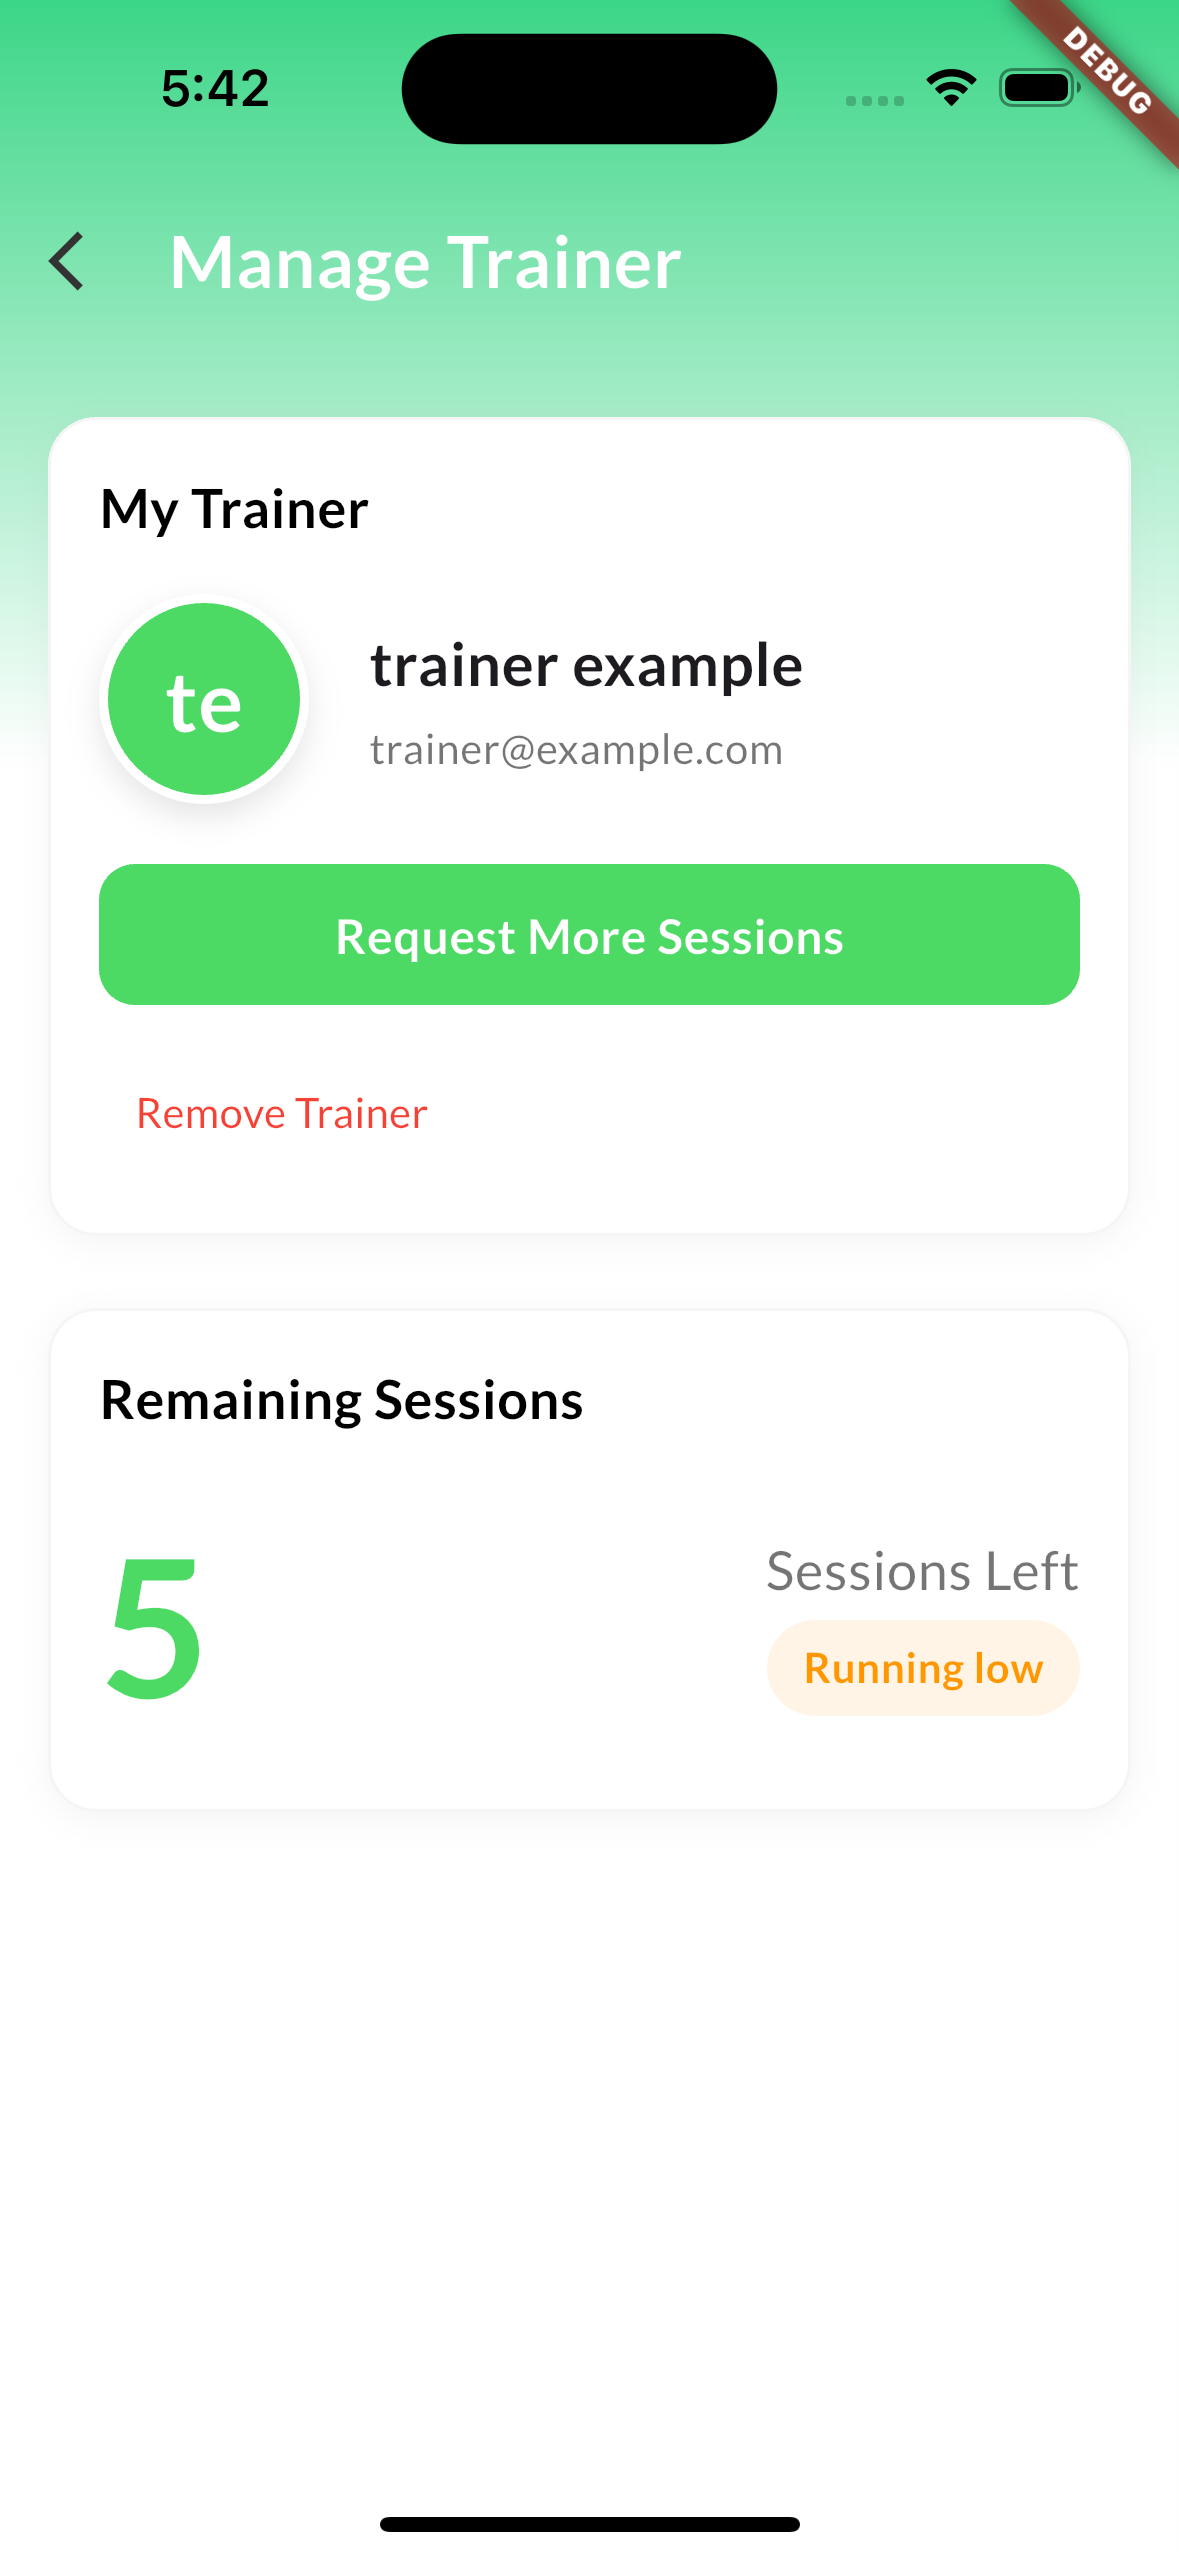 5:42
DEBUG
Manage Trainer
My Trainer
te
trainer example
trainer@example.com
Request More Sessions
Remove Trainer
Remaining Sessions
5
Sessions Left
Running low